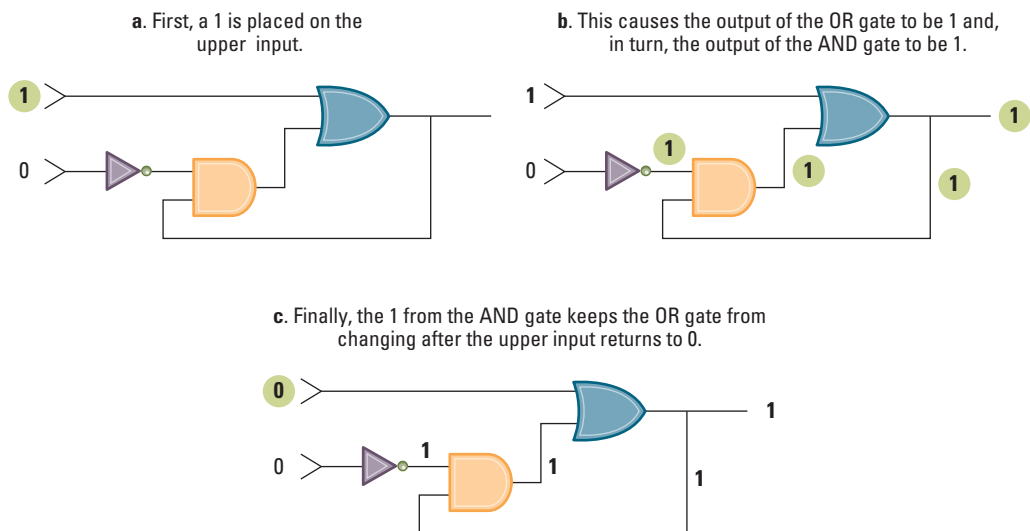 a. First, a 1 is placed on the
upper input.
1
0
b. This causes the output of the OR gate to be 1 and,
in turn, the output of the AND gate to be 1.
1
1
1
0
1
1
c. Finally, the 1 from the AND gate keeps the OR gate from
changing after the upper input returns to 0.
0
1
1
0
1
1